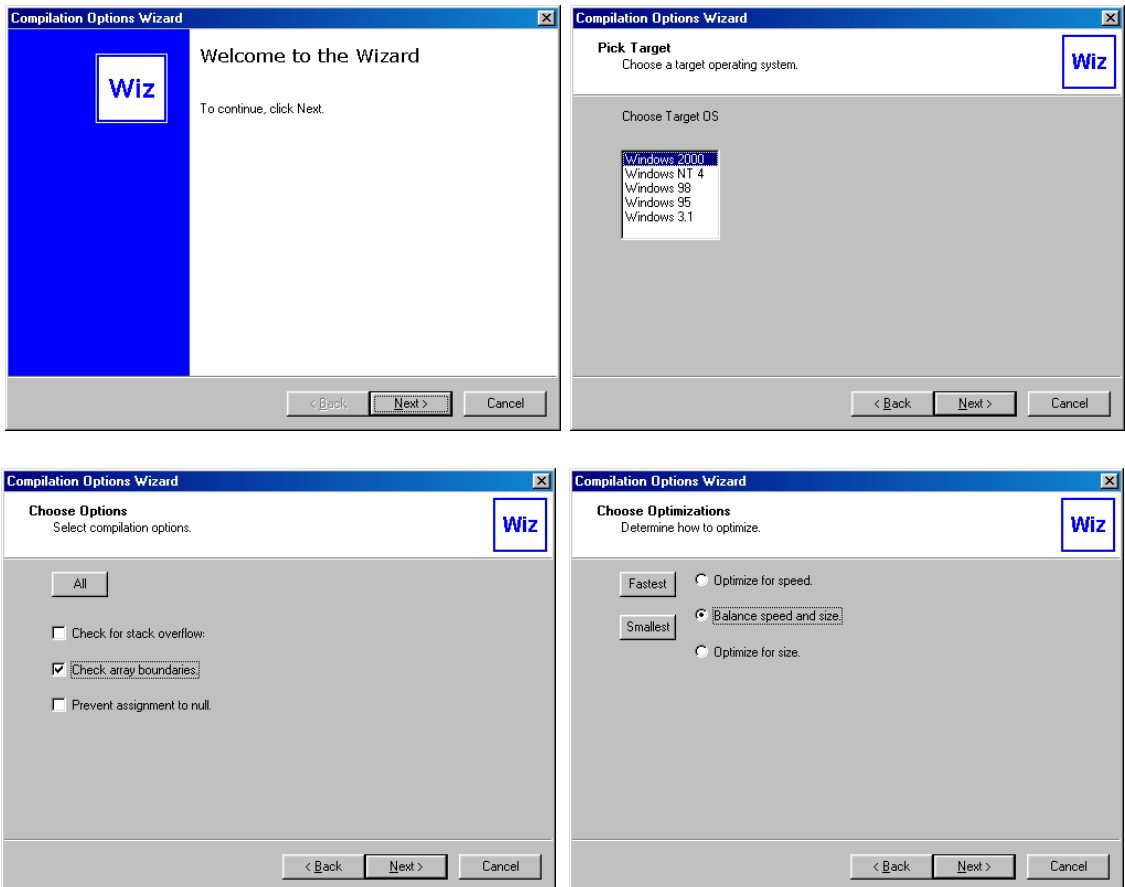 Compilation Options Wizard
Wiz
Welcome to the Wizard
To continue, click Next.
< Back
Next >
Cancel
Compilation Options Wizard
Pick Target
Choose a target operating system.
Wiz
Choose Target OS
Windows 2000
Windows NT 4
Windows 98
Windows 95
Windows 3.1
< Back
Next >
Cancel
Compilation Options Wizard
Choose Options
Select compilation options.
Wiz
All
Check for stack overflow:
Check array boundaries.
Prevent assignment to null.
< Back
Next >
Cancel
Compilation Options Wizard
Choose Optimizations
Determine how to optimize.
Wiz
Fastest
Optimize for speed.
Balance speed and size.
Smallest
Optimize for size.
< Back
Next >
Cancel